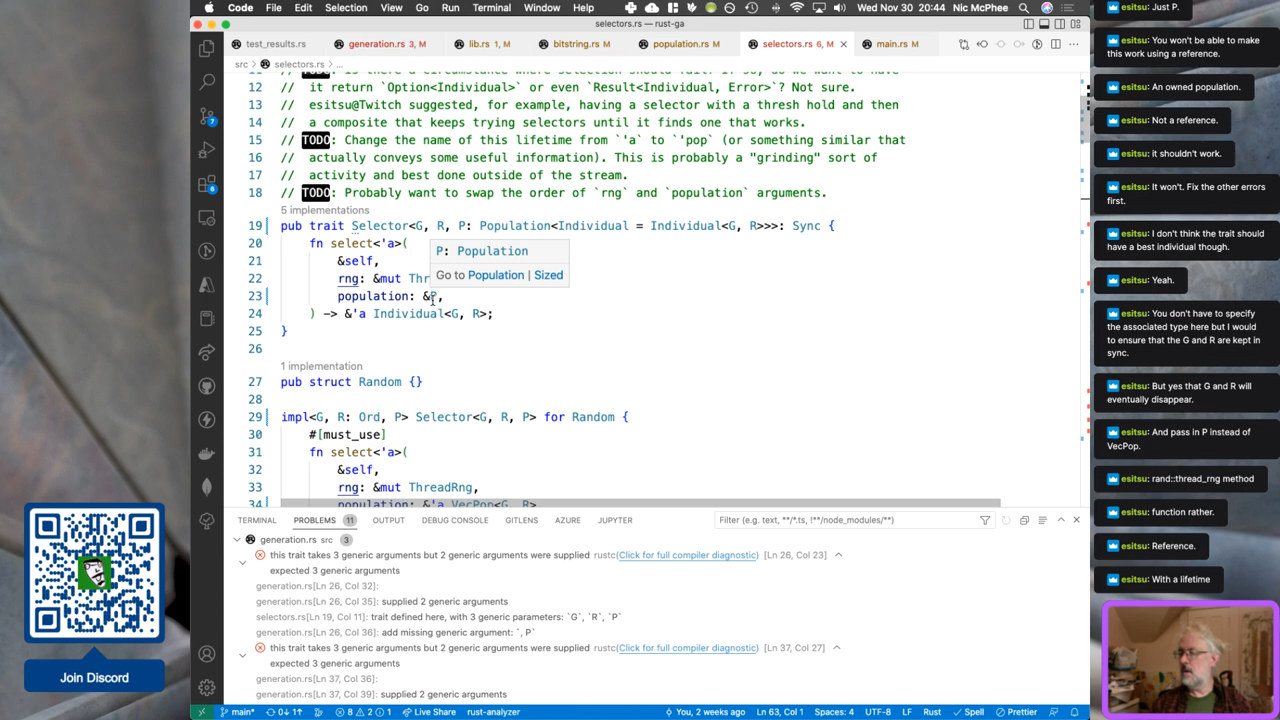 Code File Edit Selection View Go Run Terminal Window Help Wed Nov 30 20:44 Nic McPhee
selectors.rs — rust-ga
test_results.rs generation.rs 3, M lib.rs 1, M bitstring.rs M population.rs M selectors.rs 6, M main.rs M
src > selectors.rs > ...
12 // it return `Option<Individual>` or even `Result<Individual, Error>`? Not sure.
13 // esitsu@Twitch suggested, for example, having a selector with a thresh hold and then
14 // a composite that keeps trying selectors until it finds one that works.
15 // TODO: Change the name of this lifetime from `'a` to `'pop` (or something similar that
16 // actually conveys some useful information). This is probably a "grinding" sort of
17 // activity and best done outside of the stream.
18 // TODO: Probably want to swap the order of `rng` and `population` arguments.
5 implementations
19 pub trait Selector<G, R, P: Population<Individual = Individual<G, R>>>: Sync {
20 fn select<'a>(
21 &self,
22 rng: &mut Thr
P: Population
Go to Population | Sized
23 population: &P,
24 ) -> &'a Individual<G, R>;
25 }
26
1 implementation
27 pub struct Random {}
28
29 impl<G, R: Ord, P> Selector<G, R, P> for Random {
30 #[must_use]
31 fn select<'a>(
32 &self,
33 rng: &mut ThreadRng,
34 population: &'a VecPop<G, R>
TERMINAL PROBLEMS 11 OUTPUT DEBUG CONSOLE GITLENS AZURE JUPYTER Filter (e.g. text, **/*.ts, !**/node_modules/**)
generation.rs src 3
this trait takes 3 generic arguments but 2 generic arguments were supplied rustc(Click for full compiler diagnostic) [Ln 26, Col 23]
expected 3 generic arguments
generation.rs[Ln 26, Col 32]:
generation.rs[Ln 26, Col 35]: supplied 2 generic arguments
selectors.rs[Ln 19, Col 11]: trait defined here, with 3 generic parameters: `G`, `R`, `P`
generation.rs[Ln 26, Col 36]: add missing generic argument: `, P`
this trait takes 3 generic arguments but 2 generic arguments were supplied rustc(Click for full compiler diagnostic) [Ln 37, Col 27]
expected 3 generic arguments
generation.rs[Ln 37, Col 36]:
generation.rs[Ln 37, Col 39]: supplied 2 generic arguments
main* 0↓ 1↑ 8 2 1 Live Share rust-analyzer You, 2 weeks ago Ln 63, Col 1 Spaces: 4 UTF-8 LF Rust Spell Prettier
7
6
Join Discord
esitsu: Just P.
esitsu: You won't be able to
make this work using a reference.
esitsu: An owned population.
esitsu: Not a reference.
esitsu: it shouldn't work.
esitsu: It won't. Fix the other errors
first.
esitsu: I don't think the trait should
have a best individual though.
esitsu: Yeah.
esitsu: You don't have to specify
the associated type here but I would
to ensure that the G and R are kept in
sync.
esitsu: But yes that G and R will
eventually disappear.
esitsu: And pass in P instead of
VecPop.
esitsu: rand::thread_rng method
esitsu: function rather.
esitsu: Reference.
esitsu: With a lifetime